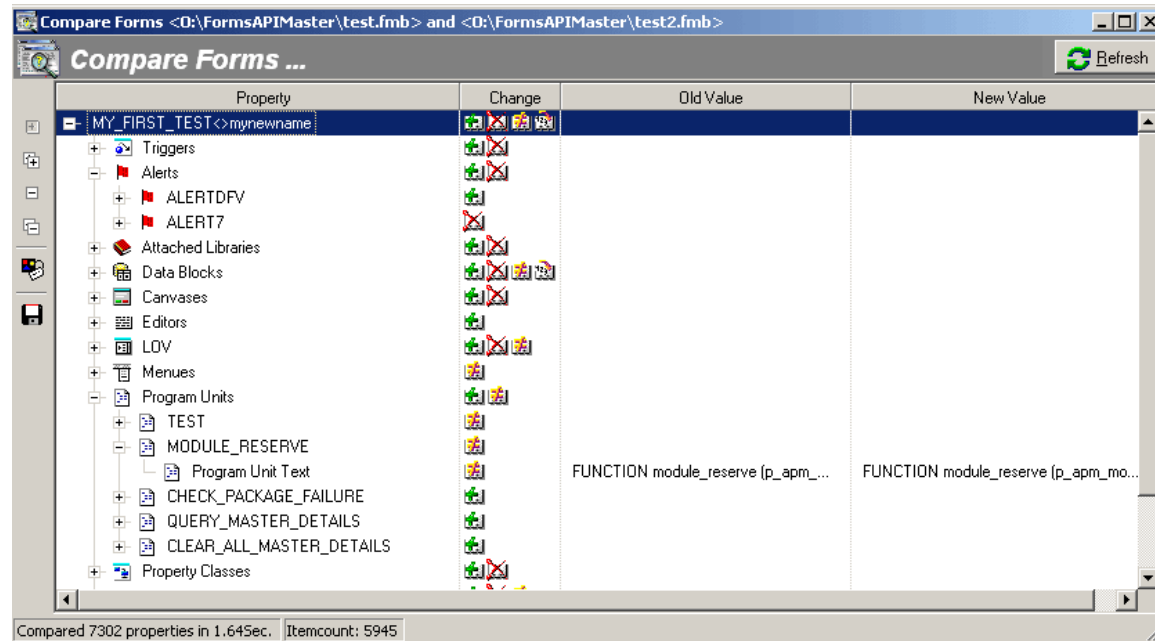 Compare Forms <O:\FormsAPIMaster\test.fmb> and <O:\FormsAPIMaster\test2.fmb>
Compare Forms ...
Refresh
Property Change Old Value New Value
MY_FIRST_TEST<>mynewname
Triggers
Alerts
ALERTDFV
ALERT7
Attached Libraries
Data Blocks
Canvases
Editors
LOV
Menues
Program Units
TEST
MODULE_RESERVE
Program Unit Text FUNCTION module_reserve (p_apm_... FUNCTION module_reserve (p_apm_mo...
CHECK_PACKAGE_FAILURE
QUERY_MASTER_DETAILS
CLEAR_ALL_MASTER_DETAILS
Property Classes
Compared 7302 properties in 1.64Sec. Itemcount: 5945